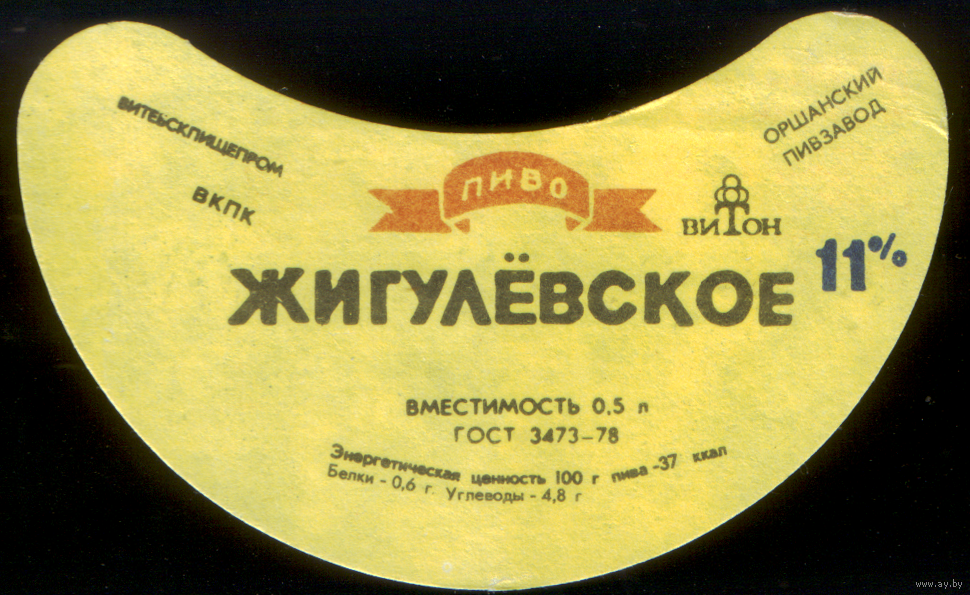 ВИТЕЬСКПИЩЕПРОМ
ВКПК
ПИВО
ВИТОН
ОРШАНСКИЙ
ПИВЗАВОД
ЖИГУЛЁВСКОЕ
11%
ВМЕСТИМОСТЬ 0,5 л
ГОСТ 3473-78
Энергетическая ценность 100 г пива -37 ккал
Белки - 0,6 г. Углеводы - 4,8 г
www.ay.by